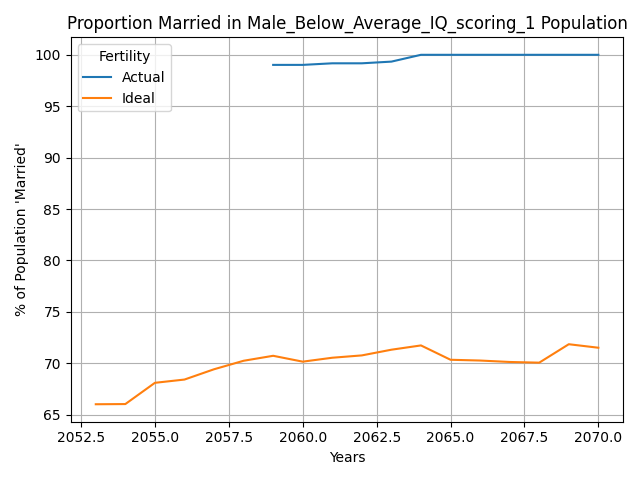 Proportion Married in Male_Below_Average_IQ_scoring_1 Population
Fertility
Actual
Ideal
% of Population 'Married'
100
95
90
85
80
75
70
65
2052.5 2055.0 2057.5 2060.0 2062.5 2065.0 2067.5 2070.0
Years